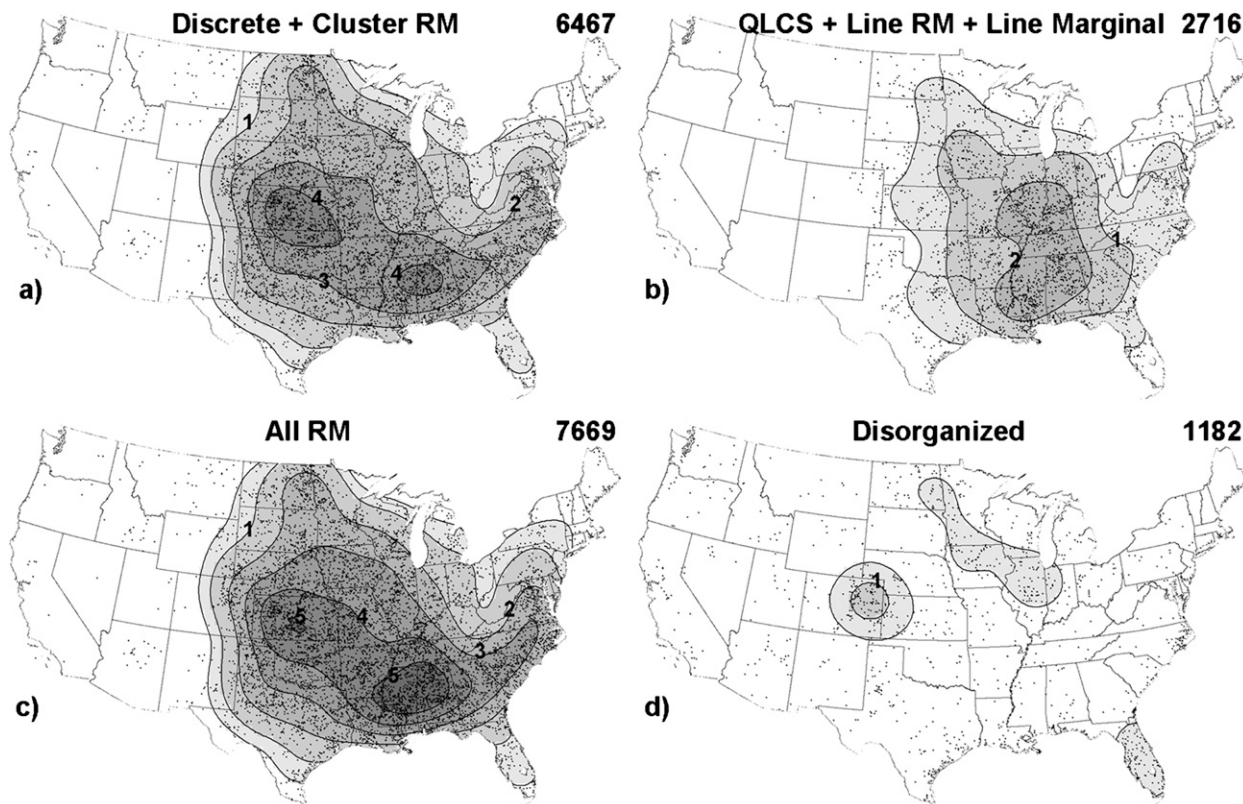 Discrete + Cluster RM 6467
1
4
2
3
4
a)
QLCS + Line RM + Line Marginal 2716
1
2
b)
All RM 7669
1
2
5
4
3
5
c)
Disorganized 1182
1
d)